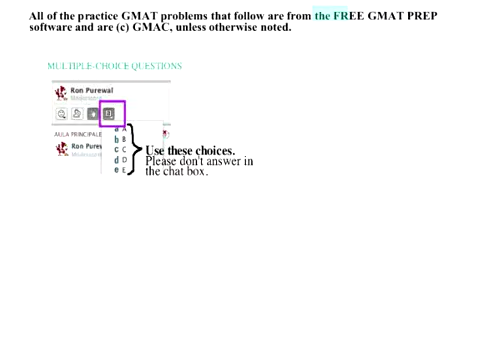 All of the practice GMAT problems that follow are from the FREE GMAT PREP
software and are (c) GMAC, unless otherwise noted.
MULTIPLE-CHOICE QUESTIONS
Ron Purewal
Moderatore
AULA PRINCIPALE
a A
b B
Ron Purew
c C
Use these choices.
d D
Please don't answer in
e E
the chat box.